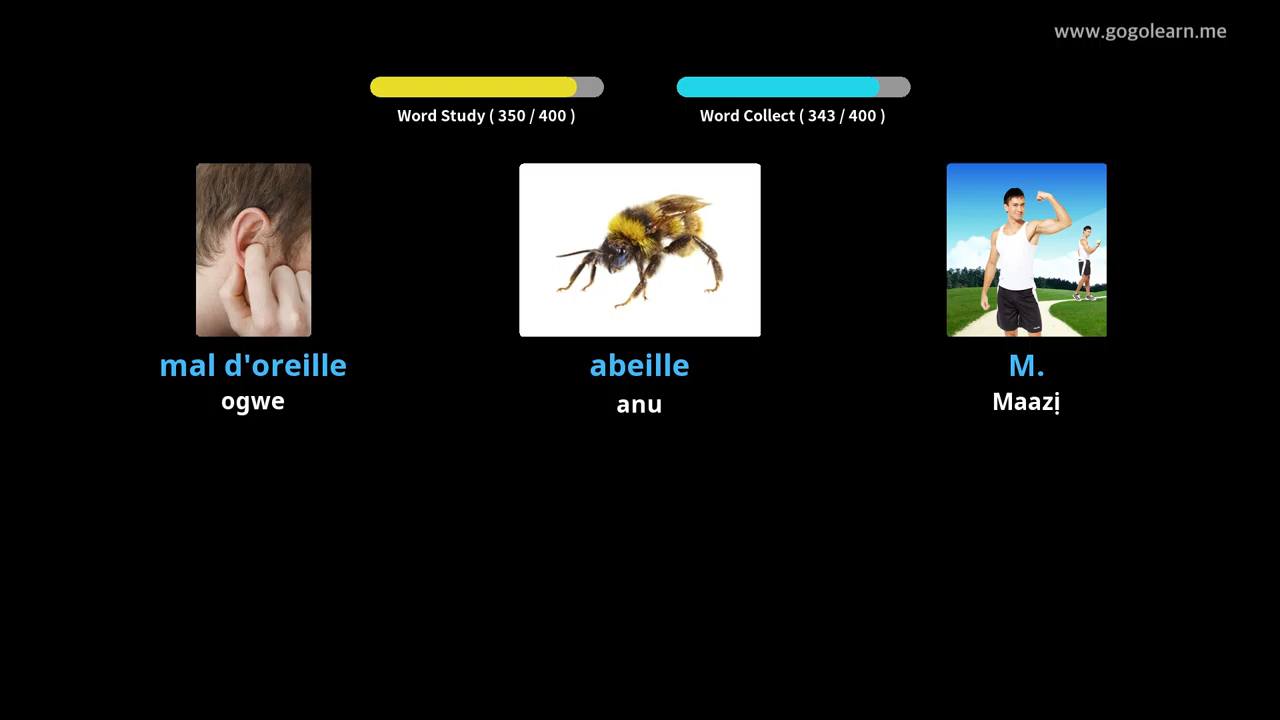 www.gogolearn.me
Word Study ( 350 / 400 )
Word Collect ( 343 / 400 )
mal d'oreille
ogwe
abeille
anu
M.
Maazị